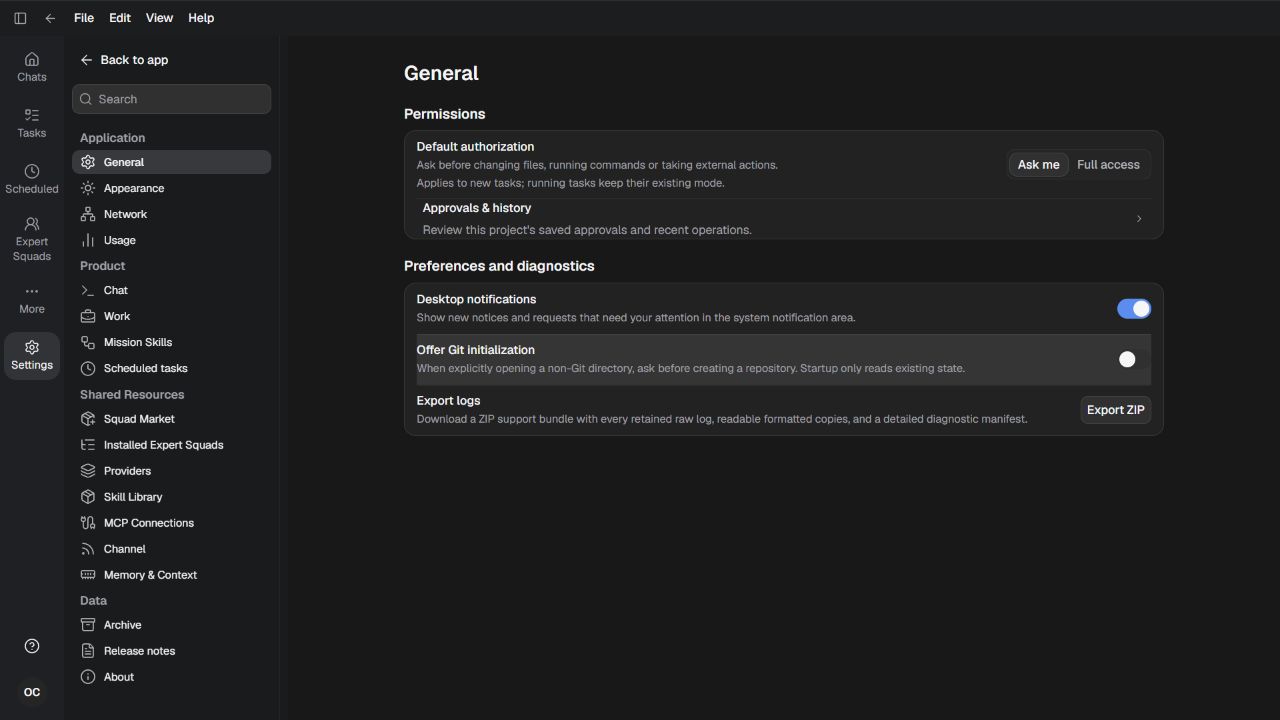 File Edit View Help
Chats
Tasks
Scheduled
Expert
Squads
More
Settings
OC
Back to app
Search
Application
General
Appearance
Network
Usage
Product
Chat
Work
Mission Skills
Scheduled tasks
Shared Resources
Squad Market
Installed Expert Squads
Providers
Skill Library
MCP Connections
Channel
Memory & Context
Data
Archive
Release notes
About
General
Permissions
Default authorization
Ask before changing files, running commands or taking external actions.
Applies to new tasks; running tasks keep their existing mode.
Ask me Full access
Approvals & history
Review this project's saved approvals and recent operations.
Preferences and diagnostics
Desktop notifications
Show new notices and requests that need your attention in the system notification area.
Offer Git initialization
When explicitly opening a non-Git directory, ask before creating a repository. Startup only reads existing state.
Export logs
Download a ZIP support bundle with every retained raw log, readable formatted copies, and a detailed diagnostic manifest.
Export ZIP